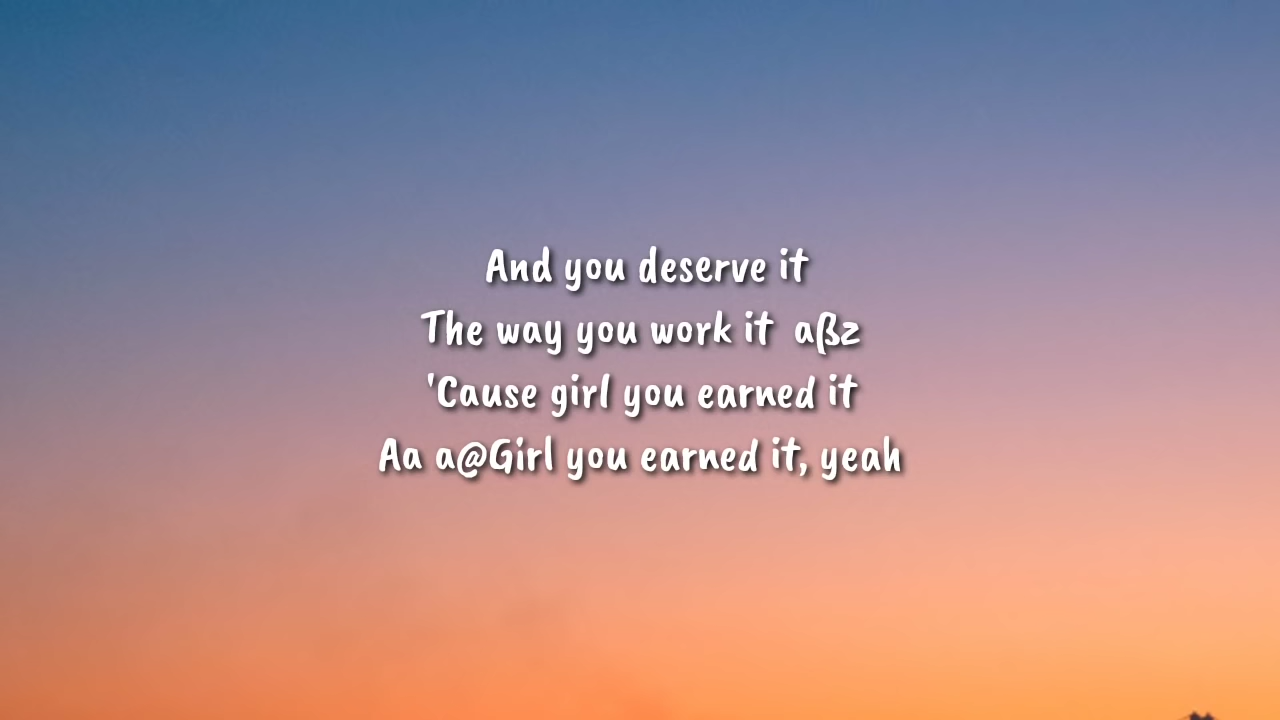 And you deserve it
The way you work it  aßz
'Cause girl you earned it
Aa a@Girl you earned it, yeah